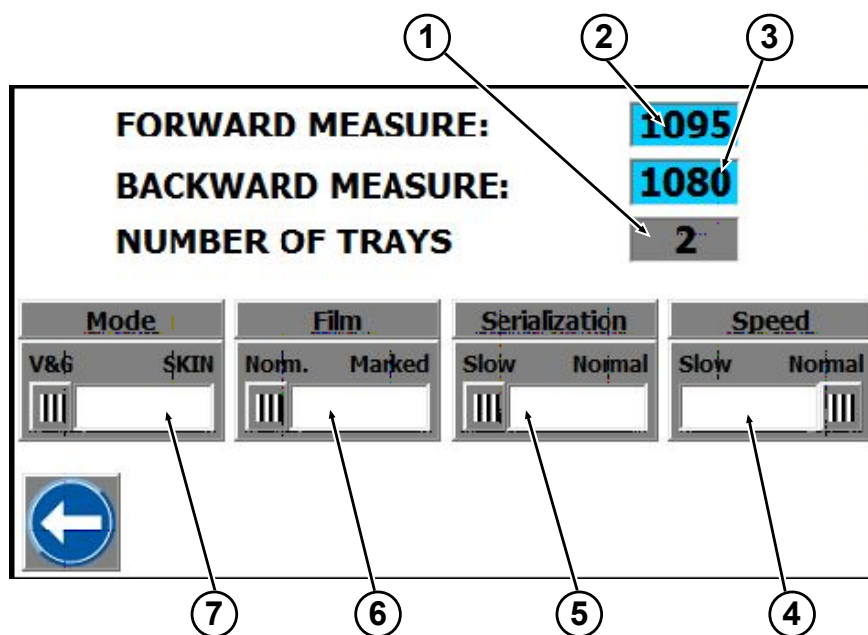 1 2 3
FORWARD MEASURE: 1095
BACKWARD MEASURE: 1080
NUMBER OF TRAYS 2
Mode Film Serialization Speed
V&G SKIN Norm. Marked Slow Normal Slow Normal
7 6 5 4